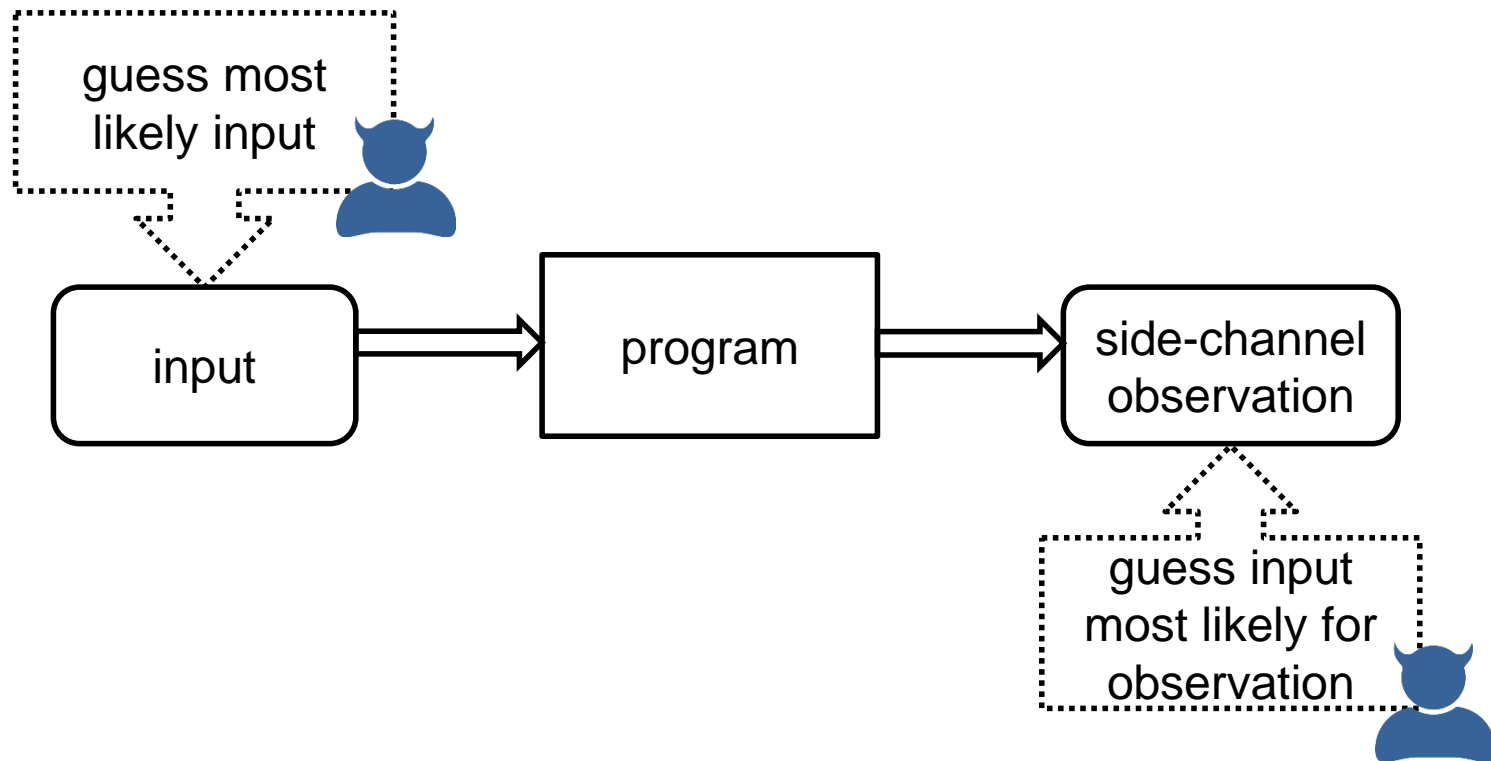 guess most
likely input
input
program
side-channel
observation
guess input
most likely for
observation